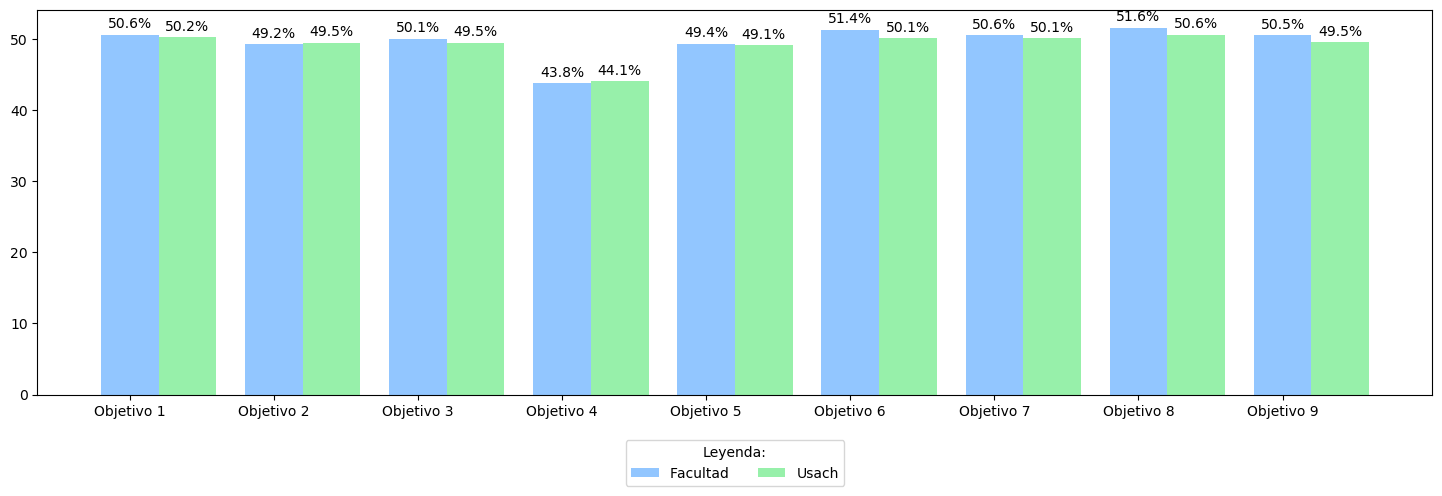 50.6% 50.2% 49.2% 49.5% 50.1% 49.5% 43.8% 44.1% 49.4% 49.1% 51.4% 50.1% 50.6% 50.1% 51.6% 50.6% 50.5% 49.5%
50
40
30
20
10
0
Objetivo 1 Objetivo 2 Objetivo 3 Objetivo 4 Objetivo 5 Objetivo 6 Objetivo 7 Objetivo 8 Objetivo 9
Leyenda:
Facultad Usach